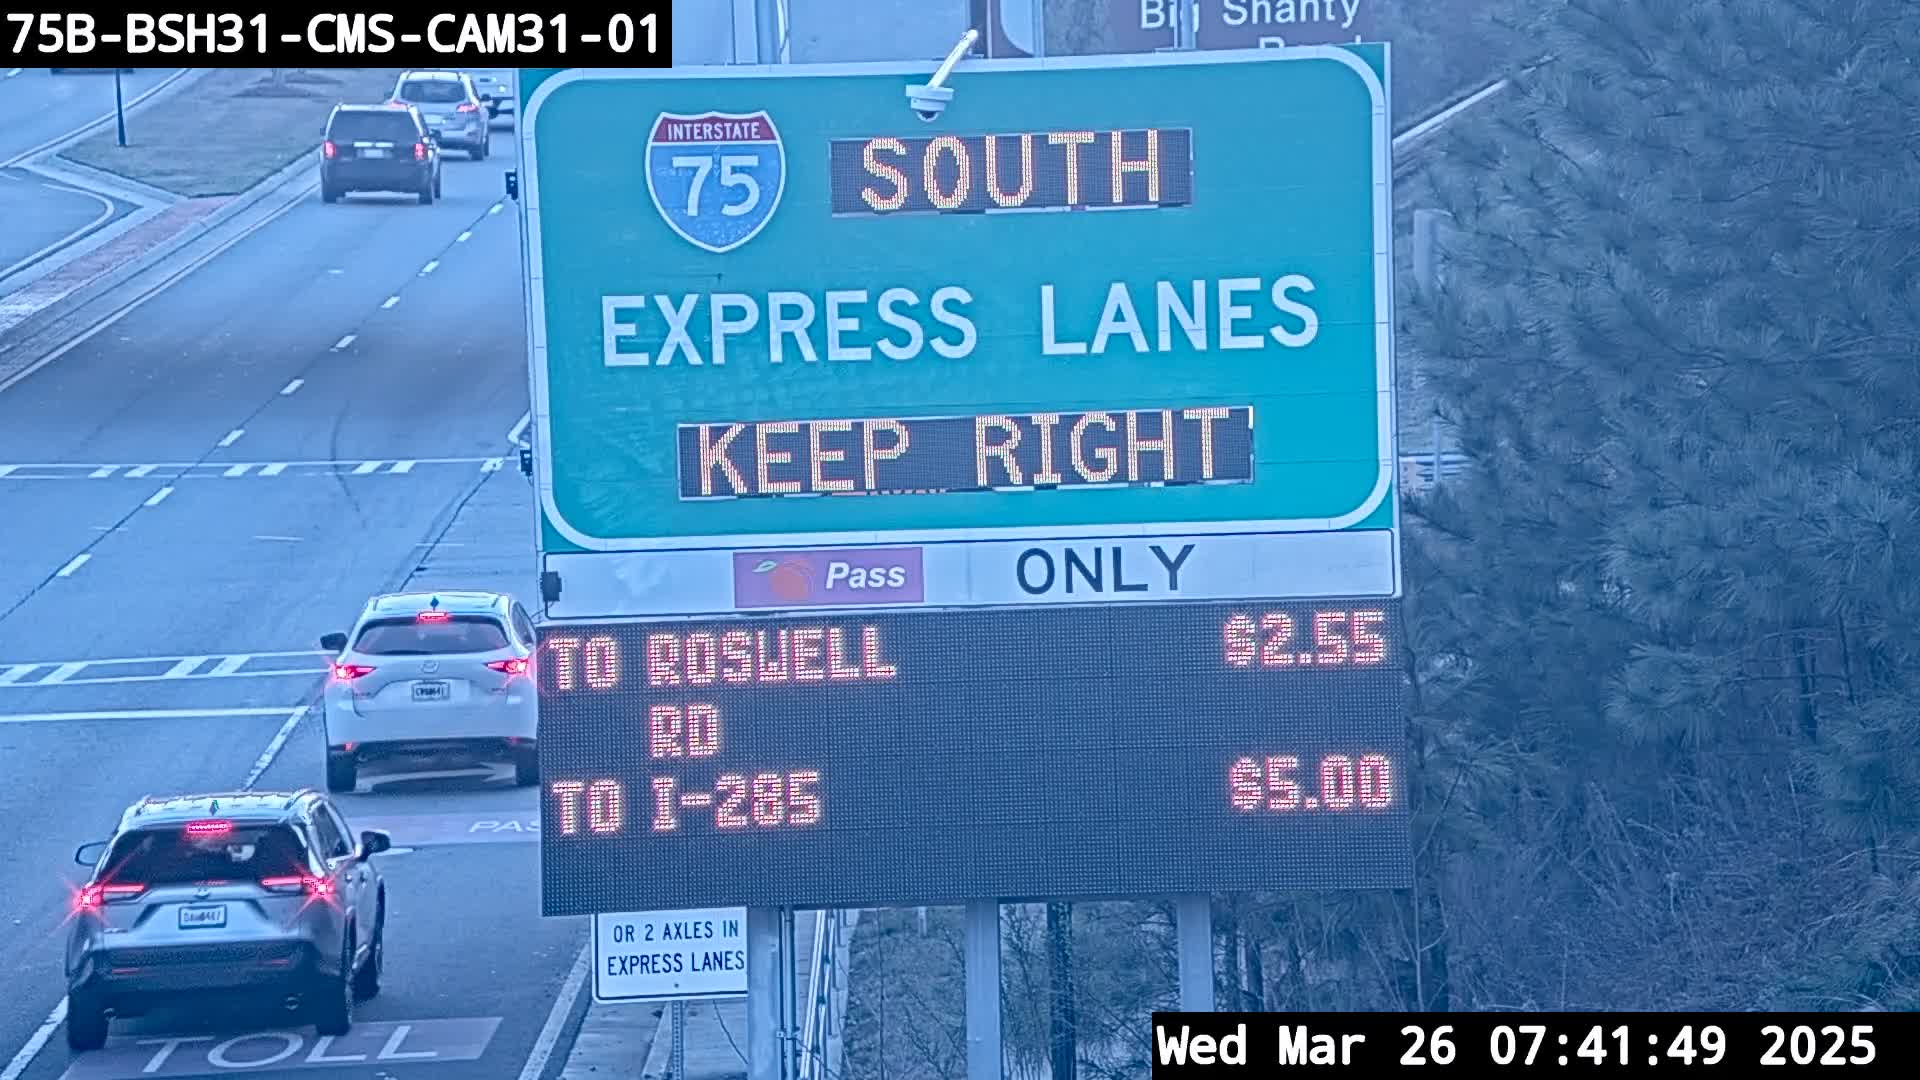 75B-BSH31-CMS-CAM31-01
Big Shanty
Road
INTERSTATE
75
SOUTH
EXPRESS LANES
KEEP RIGHT
Pass ONLY
TO ROSWELL $2.55
RD
TO I-285 $5.00
OR 2 AXLES IN
EXPRESS LANES
TOLL
Wed Mar 26 07:41:49 2025